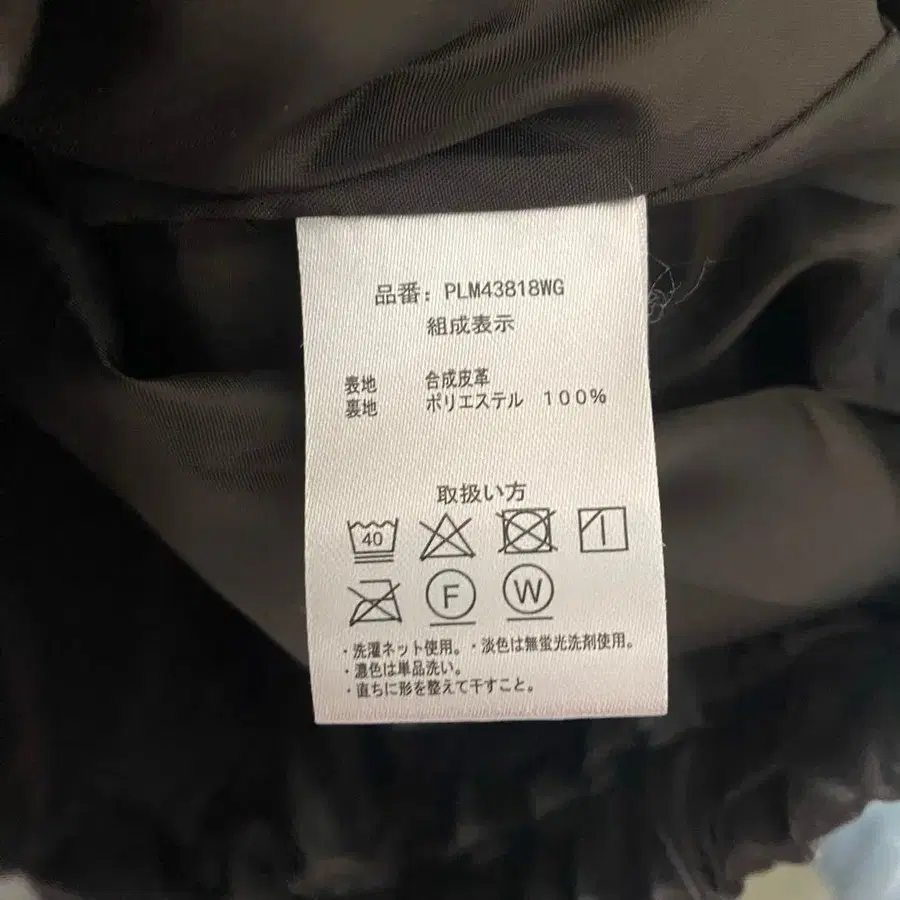 品番：PLM43818WG
組成表示
表地 合成皮革
裏地 ポリエステル 100%
取扱い方
40
F W
・洗濯ネット使用。・淡色は無蛍光洗剤使用。
・濃色は単品洗い。
・直ちに形を整えて干すこと。